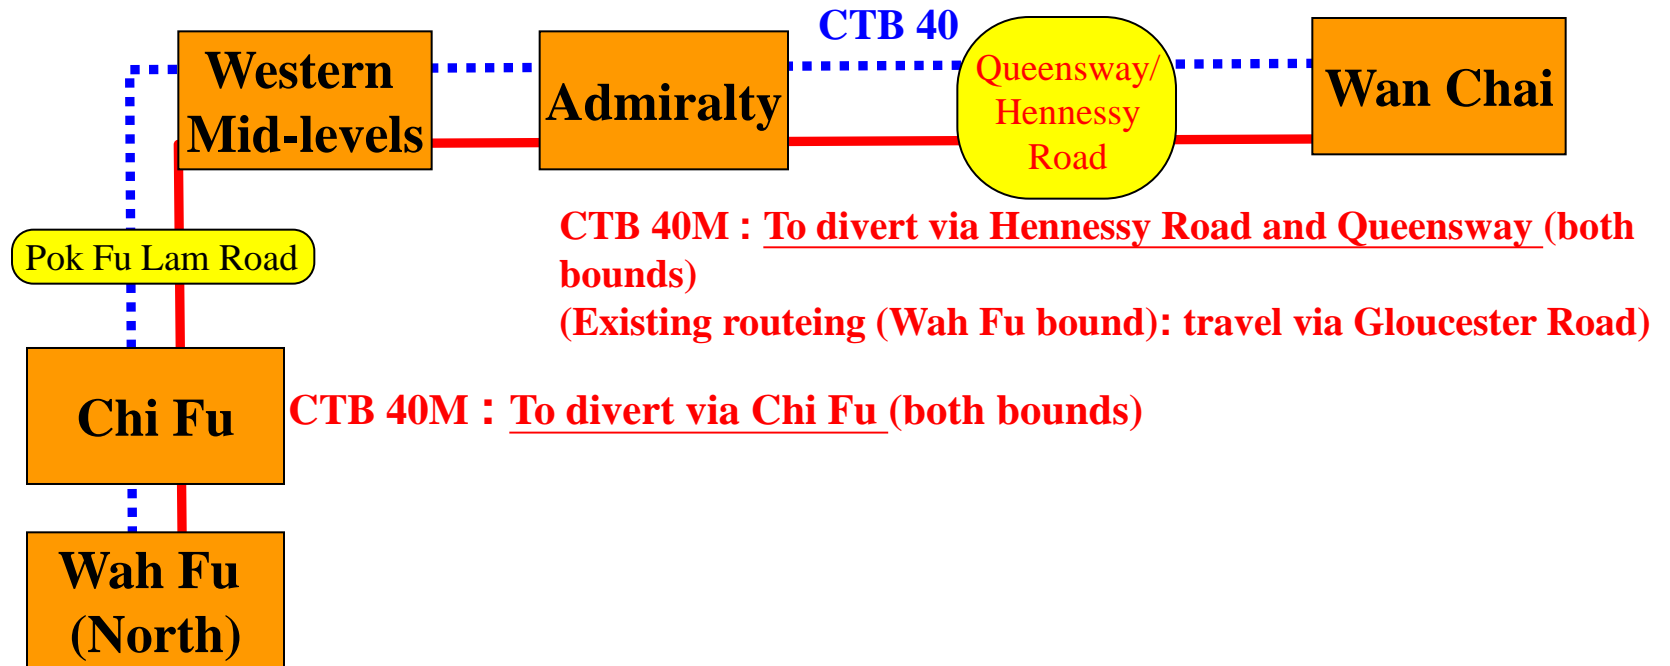 CTB 40
Western
Mid-levels
Admiralty
Queensway/
Hennessy
Road
Wan Chai
CTB 40M : To divert via Hennessy Road and Queensway (both
bounds)
(Existing routeing (Wah Fu bound): travel via Gloucester Road)
Pok Fu Lam Road
Chi Fu
CTB 40M : To divert via Chi Fu (both bounds)
Wah Fu
(North)